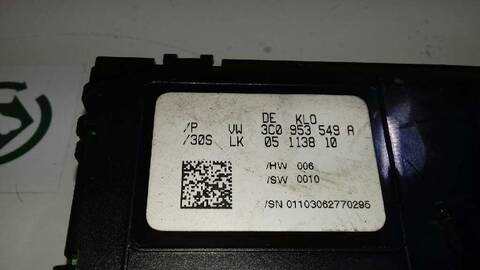 DE KLO
/P VW 3C0 953 549 A
/30S LK 05 1138 10
/HW 006
/SW 0010
/SN 01103062770295